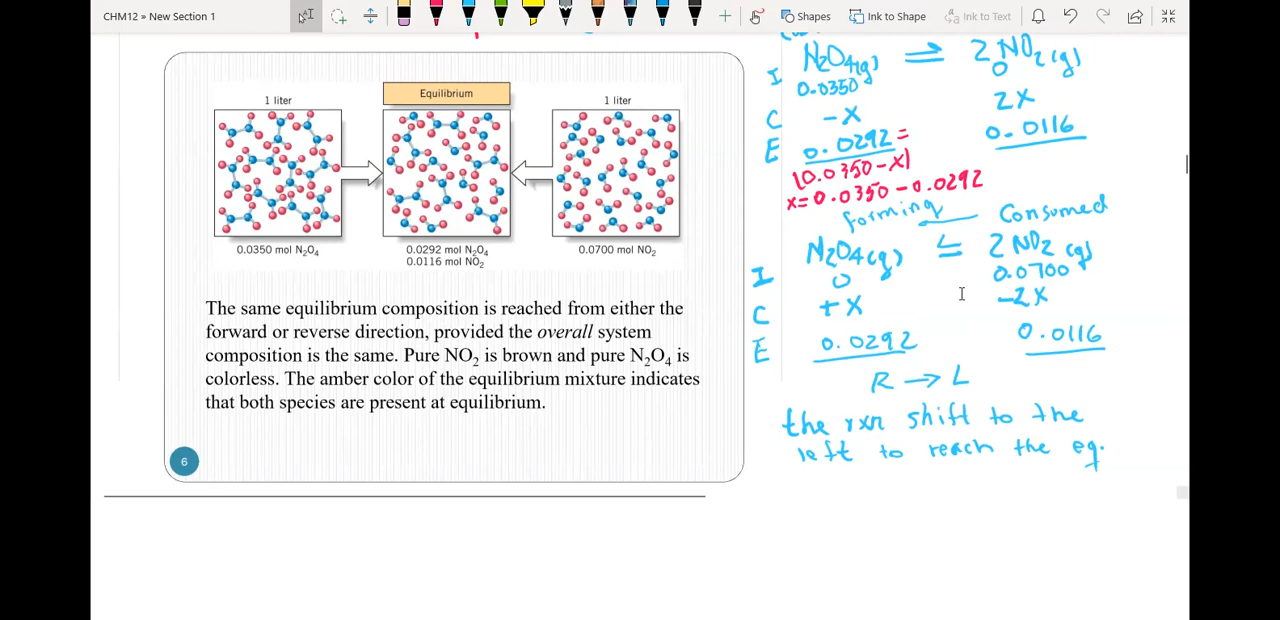 CHM12 » New Section 1
Shapes
Ink to Shape
Ink to Text
1 liter
Equilibrium
1 liter
0.0350 mol N₂O₄
0.0292 mol N₂O₄
0.0116 mol NO₂
0.0700 mol NO₂
The same equilibrium composition is reached from either the
forward or reverse direction, provided the overall system
composition is the same. Pure NO₂ is brown and pure N₂O₄ is
colorless. The amber color of the equilibrium mixture indicates
that both species are present at equilibrium.
6
N₂O₄(g) ⇌ 2 NO₂(g)
I 0.0350 0
C -X 2X
E 0.0292 = 0.0116
(0.0350-X)
X=0.0350-0.0292
forming Consumed
N₂O₄(g) ⇆ 2 NO₂(g)
I 0 0.0700
C +X -2X
E 0.0292 0.0116
R → L
the rxn shift to the
left to reach the eq.